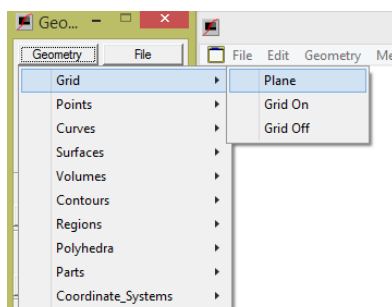 Geo...
Geometry File
File Edit Geometry Me
Grid
Plane
Points
Grid On
Curves
Grid Off
Surfaces
Volumes
Contours
Regions
Polyhedra
Parts
Coordinate_Systems